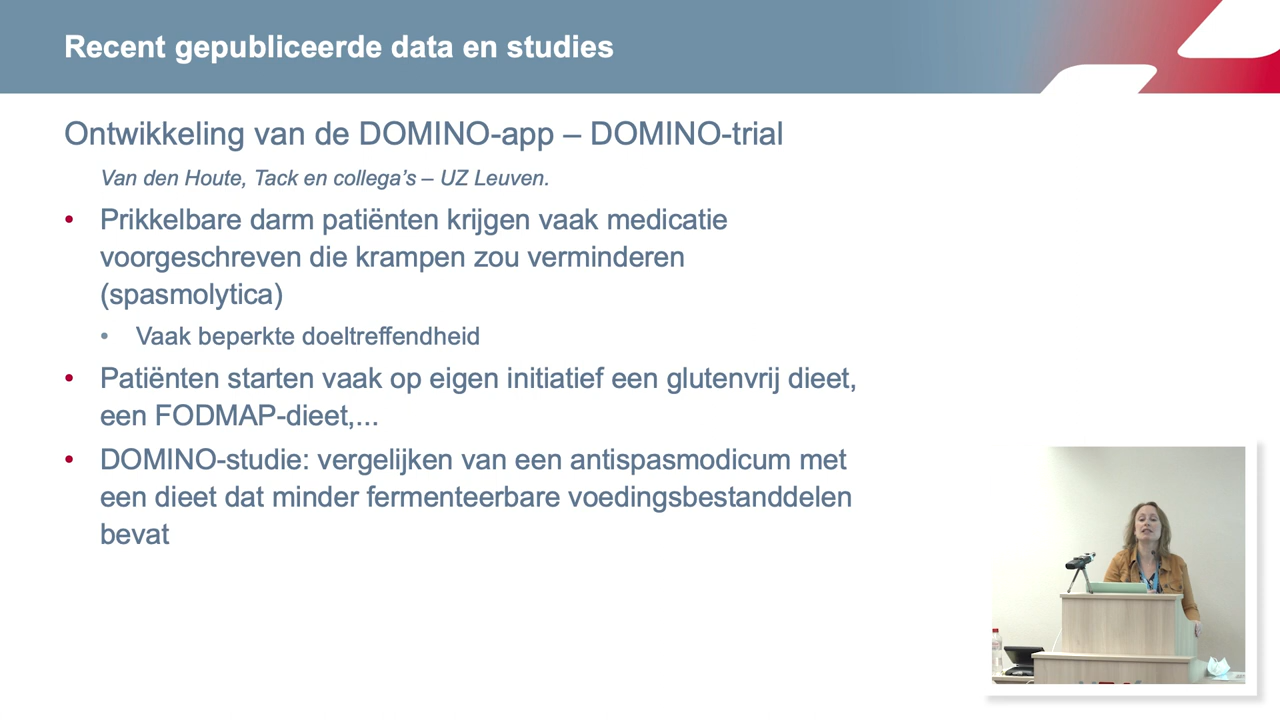 Recent gepubliceerde data en studies
Ontwikkeling van de DOMINO-app – DOMINO-trial
Van den Houte, Tack en collega's – UZ Leuven.
• Prikkelbare darm patiënten krijgen vaak medicatie
voorgeschreven die krampen zou verminderen
(spasmolytica)
• Vaak beperkte doeltreffendheid
• Patiënten starten vaak op eigen initiatief een glutenvrij dieet,
een FODMAP-dieet,...
• DOMINO-studie: vergelijken van een antispasmodicum met
een dieet dat minder fermenteerbare voedingsbestanddelen
bevat